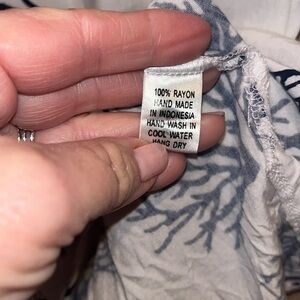 100% RAYON
HAND MADE
IN INDONESIA
HAND WASH IN
COOL WATER
HANG DRY